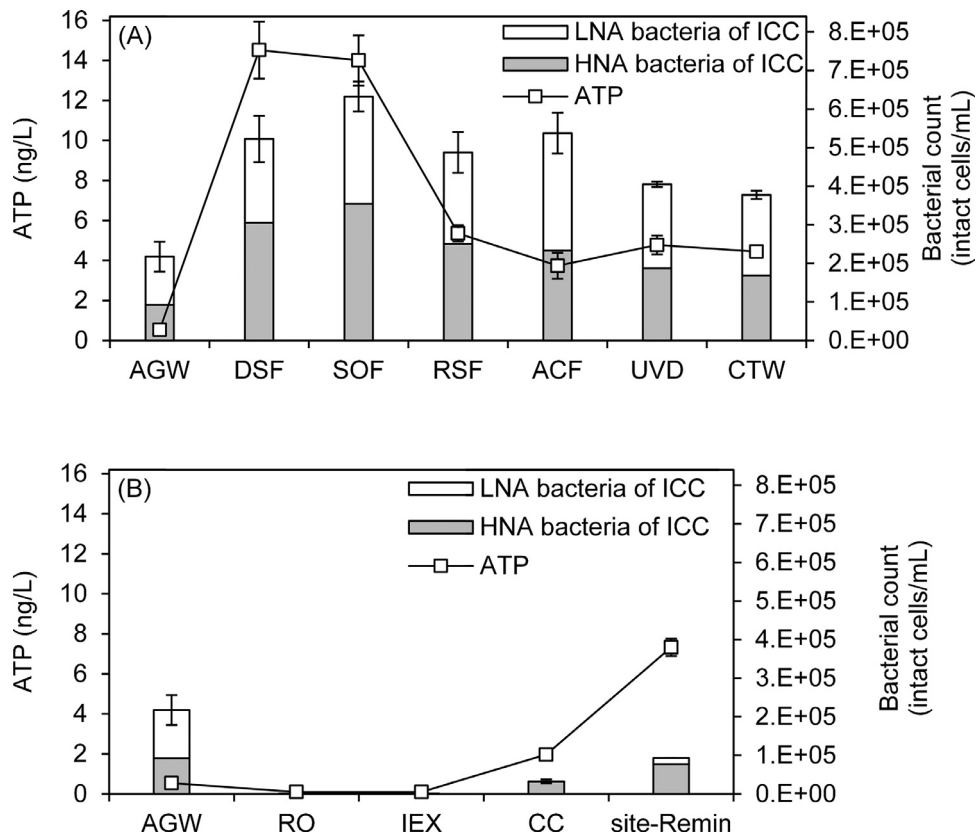 (A)
LNA bacteria of ICC
HNA bacteria of ICC
ATP
ATP (ng/L)
16
14
12
10
8
6
4
2
0
8.E+05
7.E+05
6.E+05
5.E+05
4.E+05
3.E+05
2.E+05
1.E+05
0.E+00
Bacterial count
(intact cells/mL)
AGW DSF SOF RSF ACF UVD CTW
(B)
LNA bacteria of ICC
HNA bacteria of ICC
ATP
ATP (ng/L)
16
14
12
10
8
6
4
2
0
8.E+05
7.E+05
6.E+05
5.E+05
4.E+05
3.E+05
2.E+05
1.E+05
0.E+00
Bacterial count
(intact cells/mL)
AGW RO IEX CC site-Remin